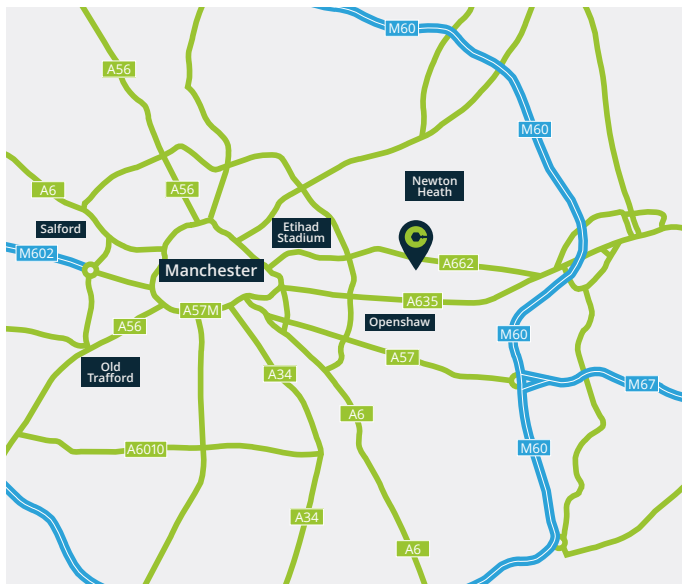 M60
A56
M60
A56
A6
Newton
Heath
Salford
Etihad
Stadium
M602
A662
Manchester
A635
A57M
Openshaw
A56
M60
A57
Old
Trafford
A34
M67
A6
A6010
M60
A34
A6